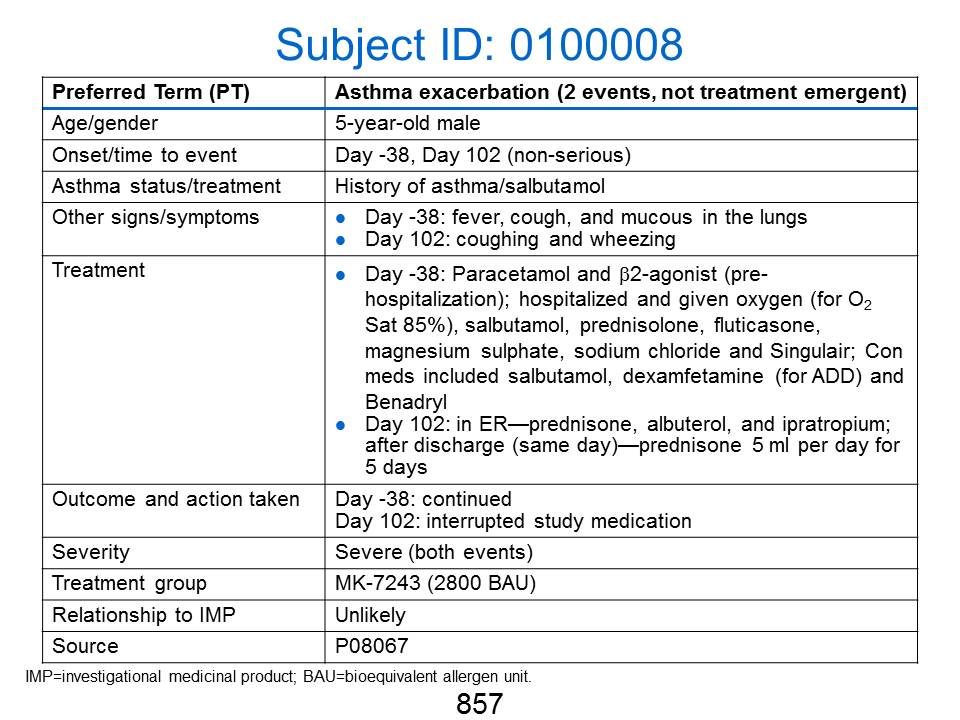 Subject ID: 0100008
Preferred Term (PT) Asthma exacerbation (2 events, not treatment emergent)
Age/gender 5-year-old male
Onset/time to event Day -38, Day 102 (non-serious)
Asthma status/treatment History of asthma/salbutamol
Other signs/symptoms ● Day -38: fever, cough, and mucous in the lungs
● Day 102: coughing and wheezing
Treatment ● Day -38: Paracetamol and β2-agonist (pre-
hospitalization); hospitalized and given oxygen (for O2
Sat 85%), salbutamol, prednisolone, fluticasone,
magnesium sulphate, sodium chloride and Singulair; Con
meds included salbutamol, dexamfetamine (for ADD) and
Benadryl
● Day 102: in ER—prednisone, albuterol, and ipratropium;
after discharge (same day)—prednisone 5 ml per day for
5 days
Outcome and action taken Day -38: continued
Day 102: interrupted study medication
Severity Severe (both events)
Treatment group MK-7243 (2800 BAU)
Relationship to IMP Unlikely
Source P08067
IMP=investigational medicinal product; BAU=bioequivalent allergen unit.
857